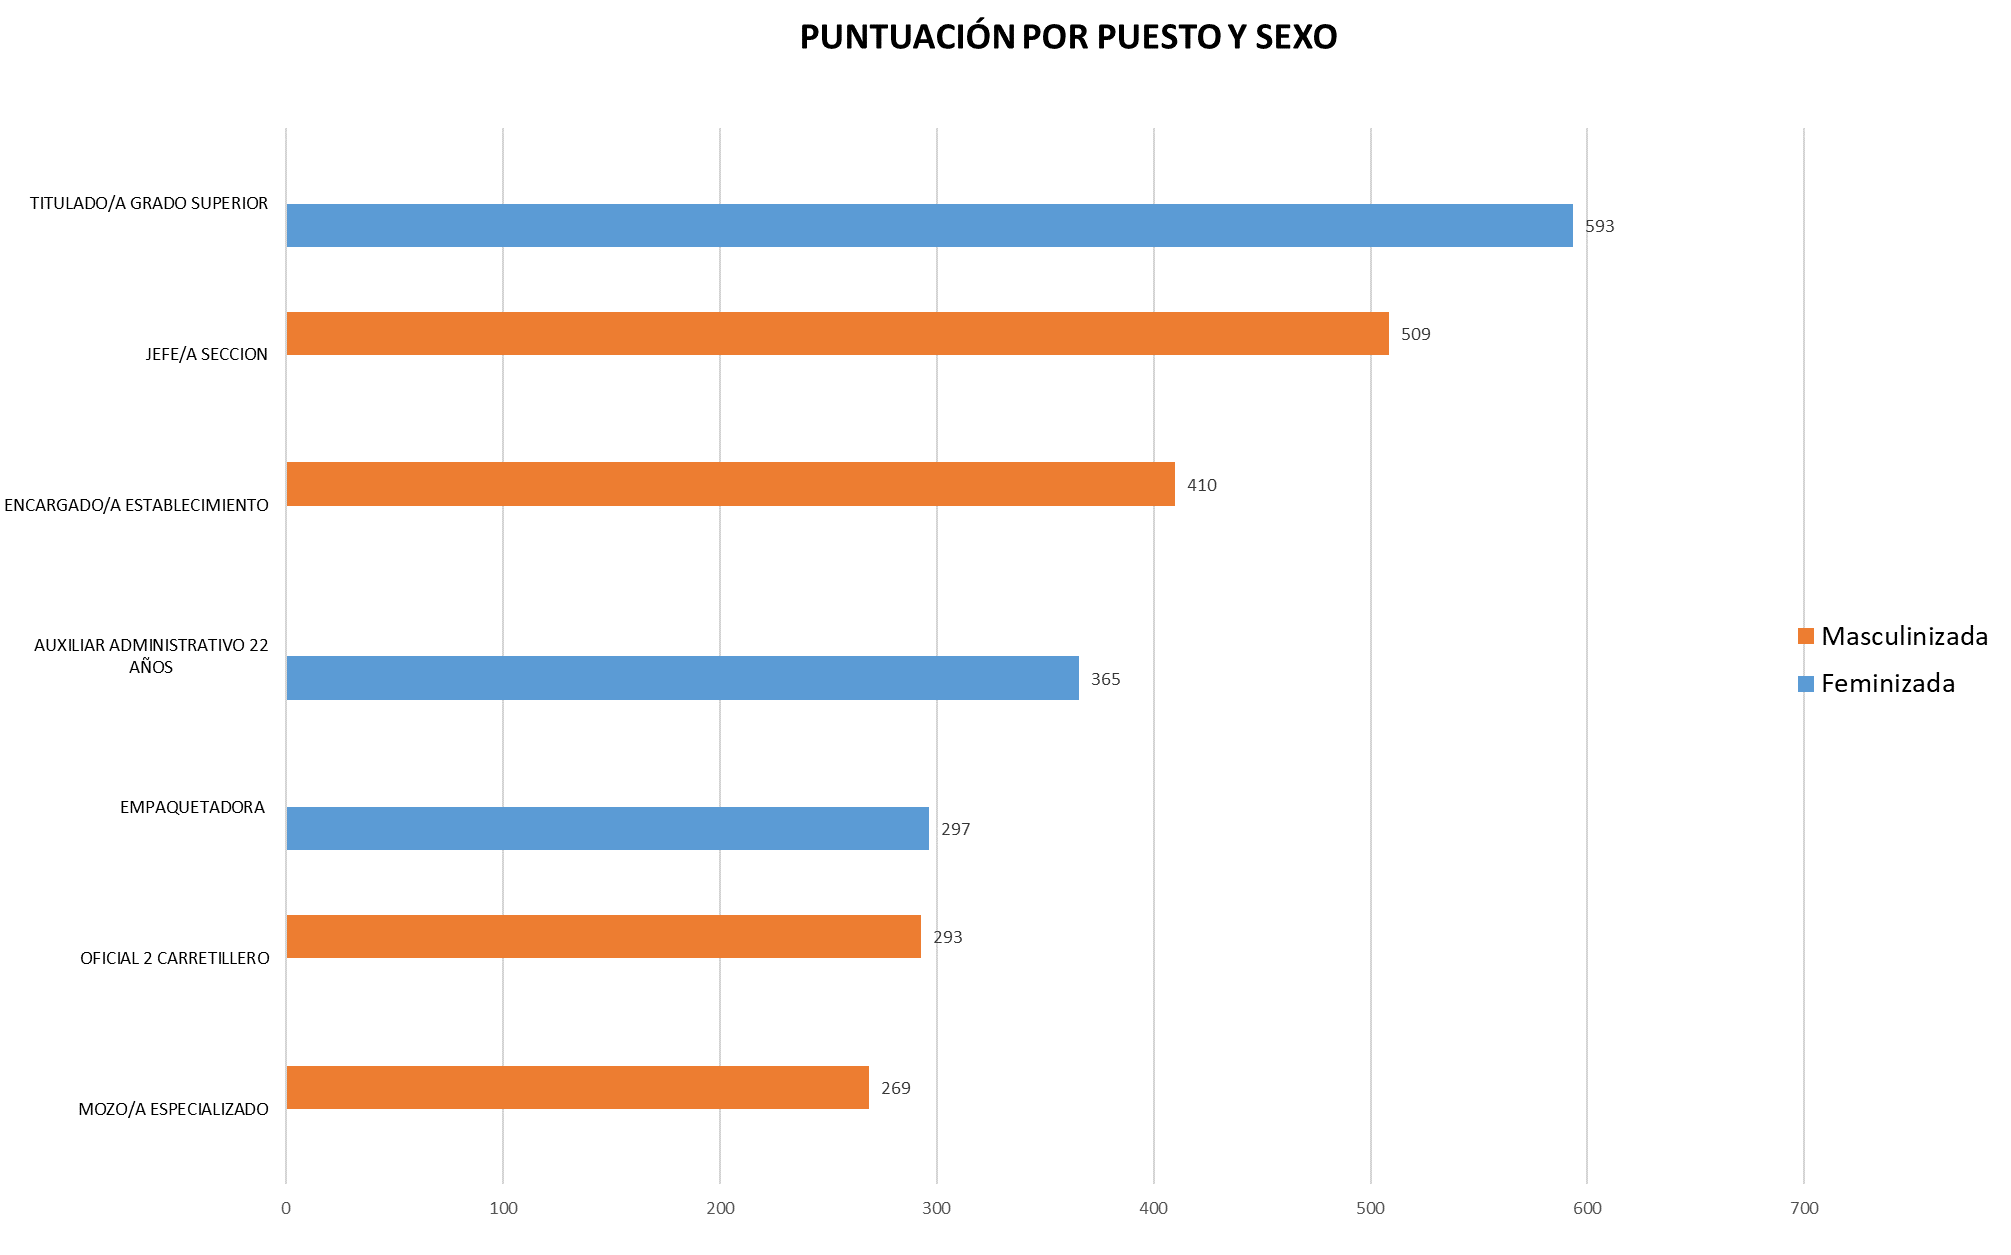 PUNTUACIÓN POR PUESTO Y SEXO
TITULADO/A GRADO SUPERIOR
593
JEFE/A SECCION
509
ENCARGADO/A ESTABLECIMIENTO
410
AUXILIAR ADMINISTRATIVO 22
AÑOS
365
EMPAQUETADORA
297
OFICIAL 2 CARRETILLERO
293
MOZO/A ESPECIALIZADO
269
0 100 200 300 400 500 600 700
Masculinizada
Feminizada